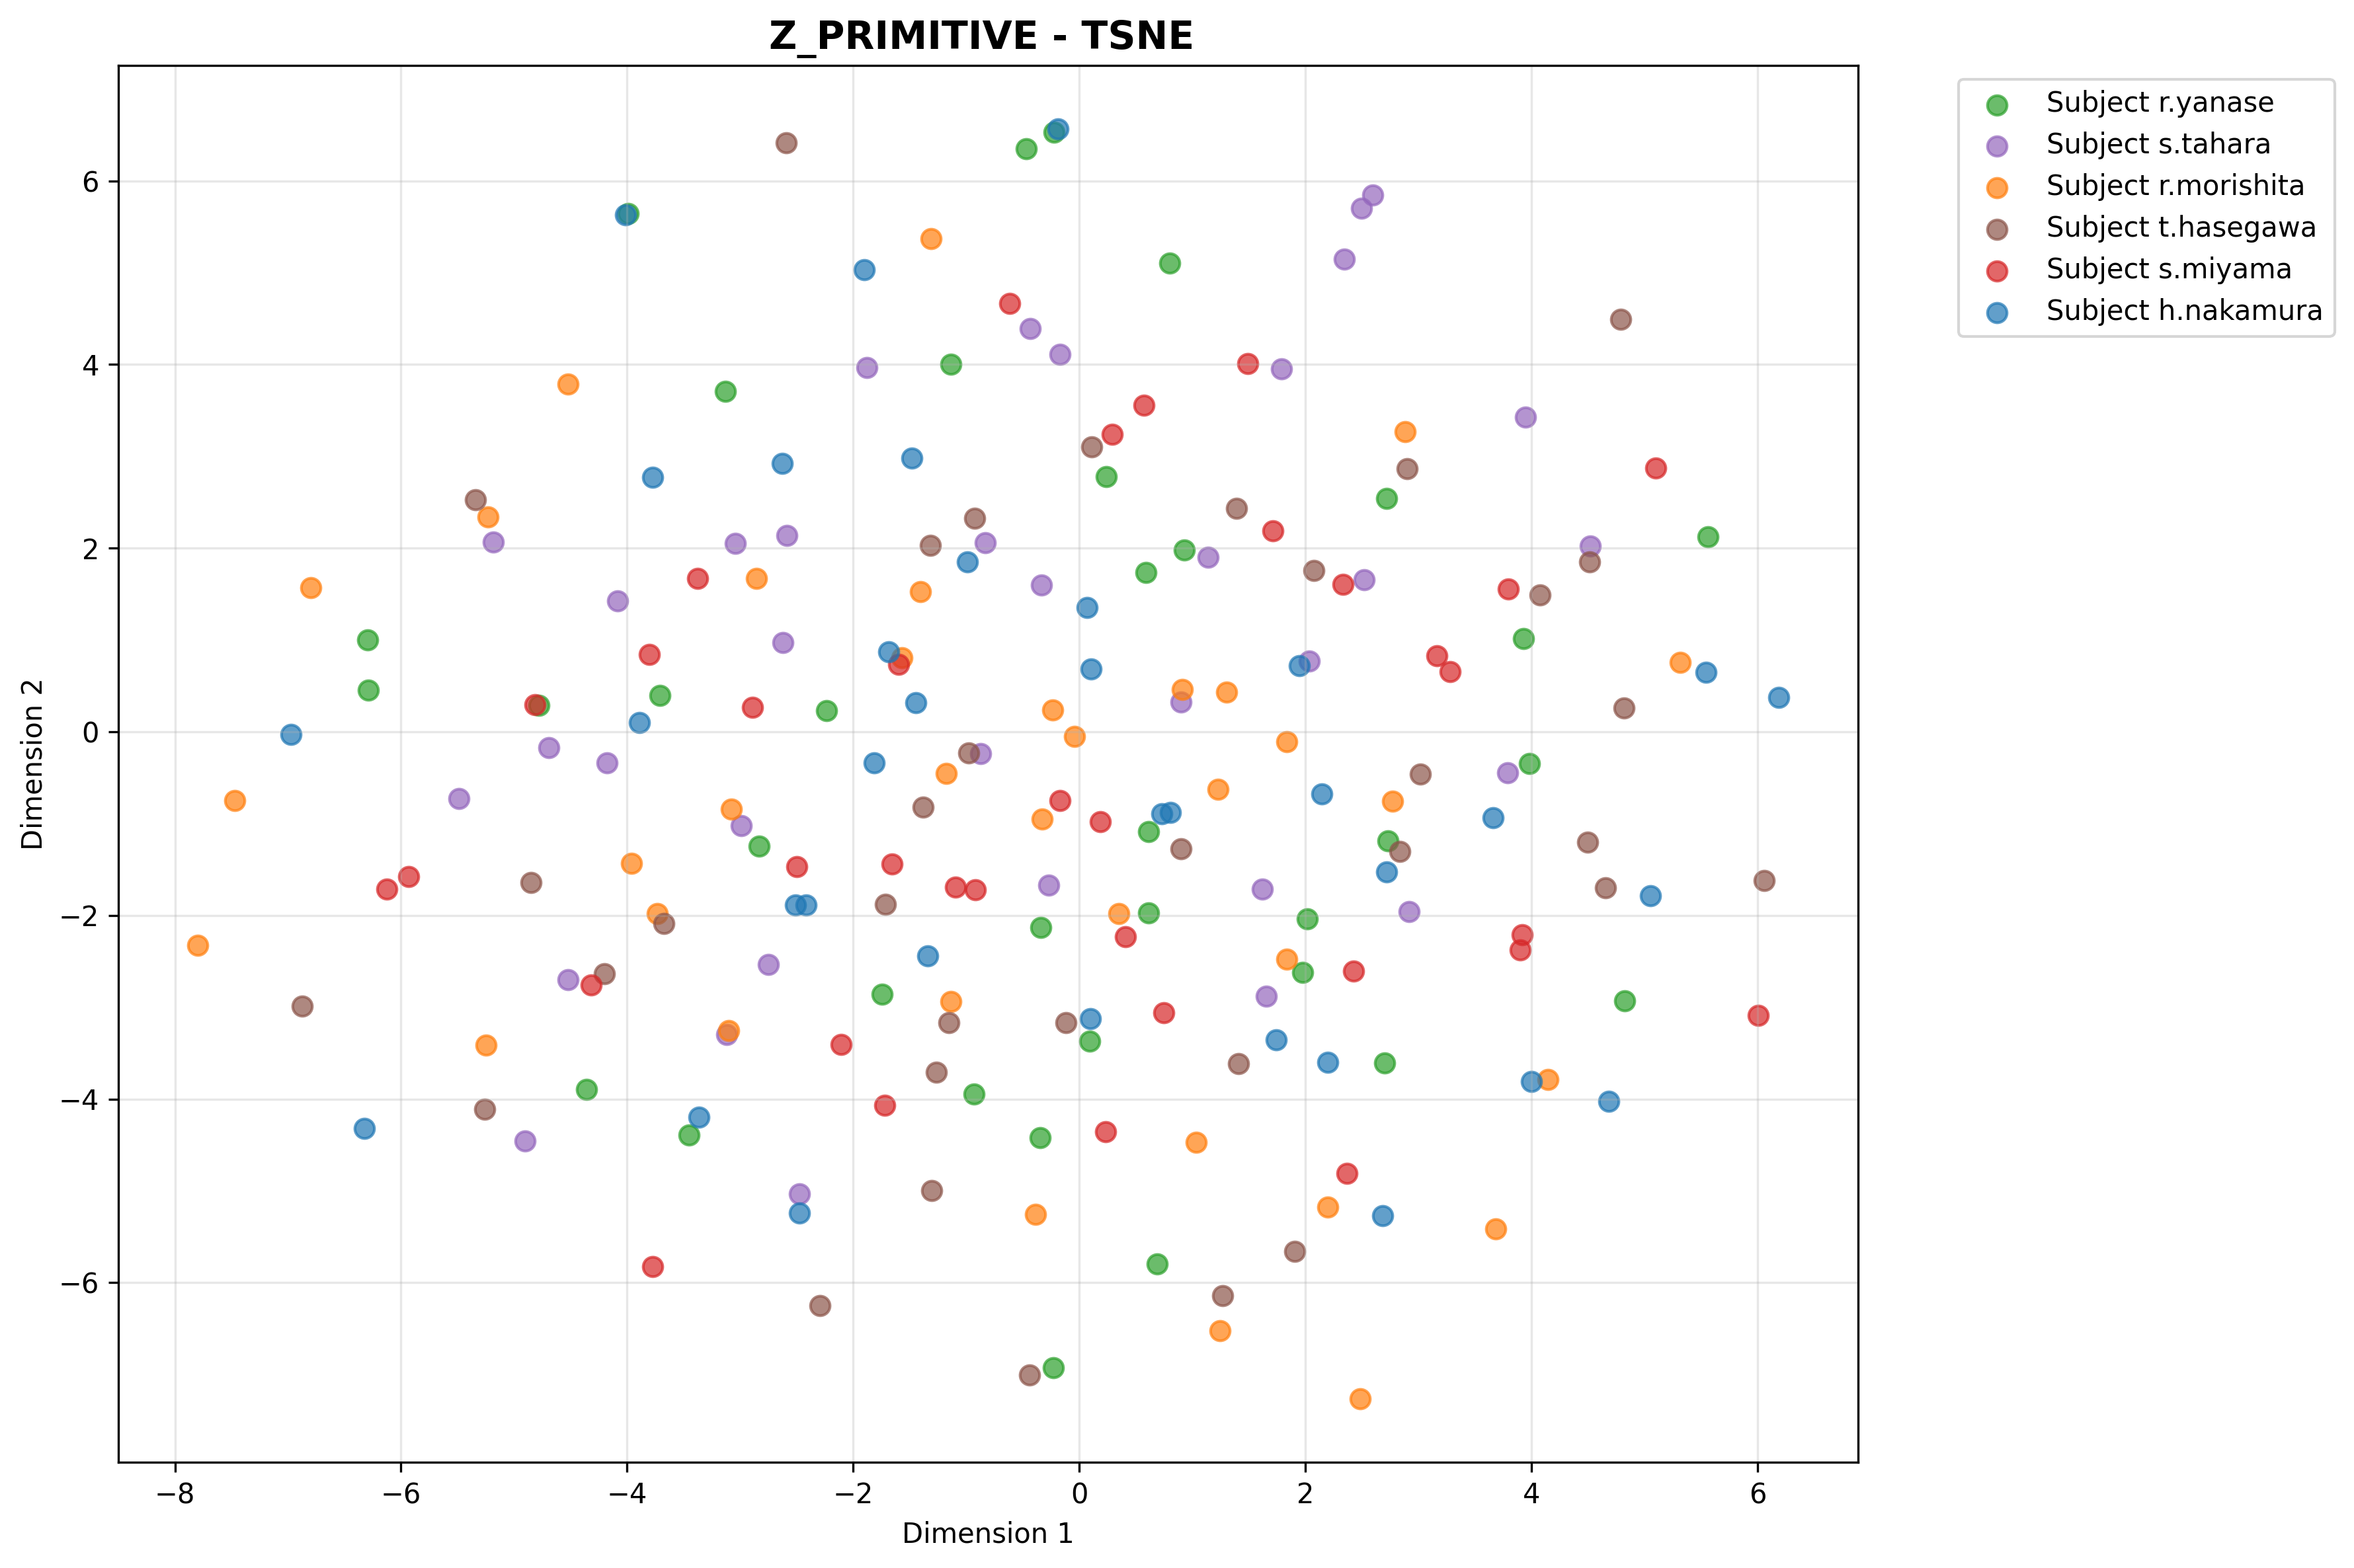 Z_PRIMITIVE - TSNE
Subject r.yanase
Subject s.tahara
Subject r.morishita
Subject t.hasegawa
Subject s.miyama
Subject h.nakamura
Dimension 2
6
4
2
0
−2
−4
−6
−8 −6 −4 −2 0 2 4 6
Dimension 1